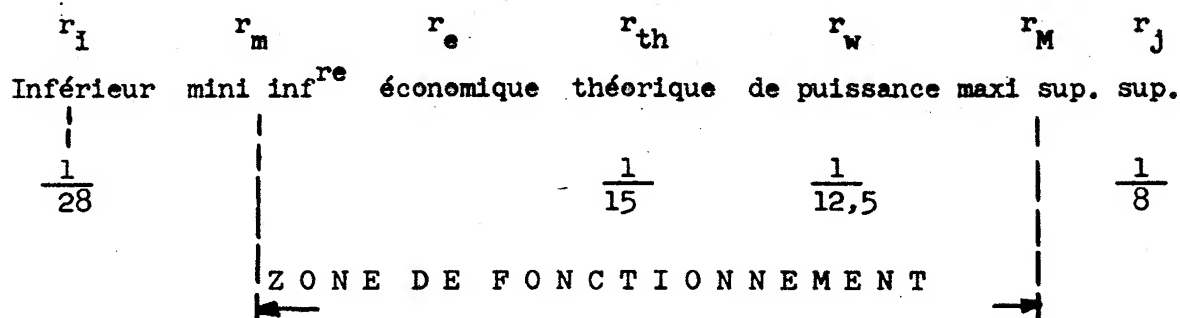 r_i r_m r_e r_th r_w r_M r_j
Inférieur mini inf^re économique théorique de puissance maxi sup. sup.
1/28 1/15 1/12,5 1/8
ZONE DE FONCTIONNEMENT